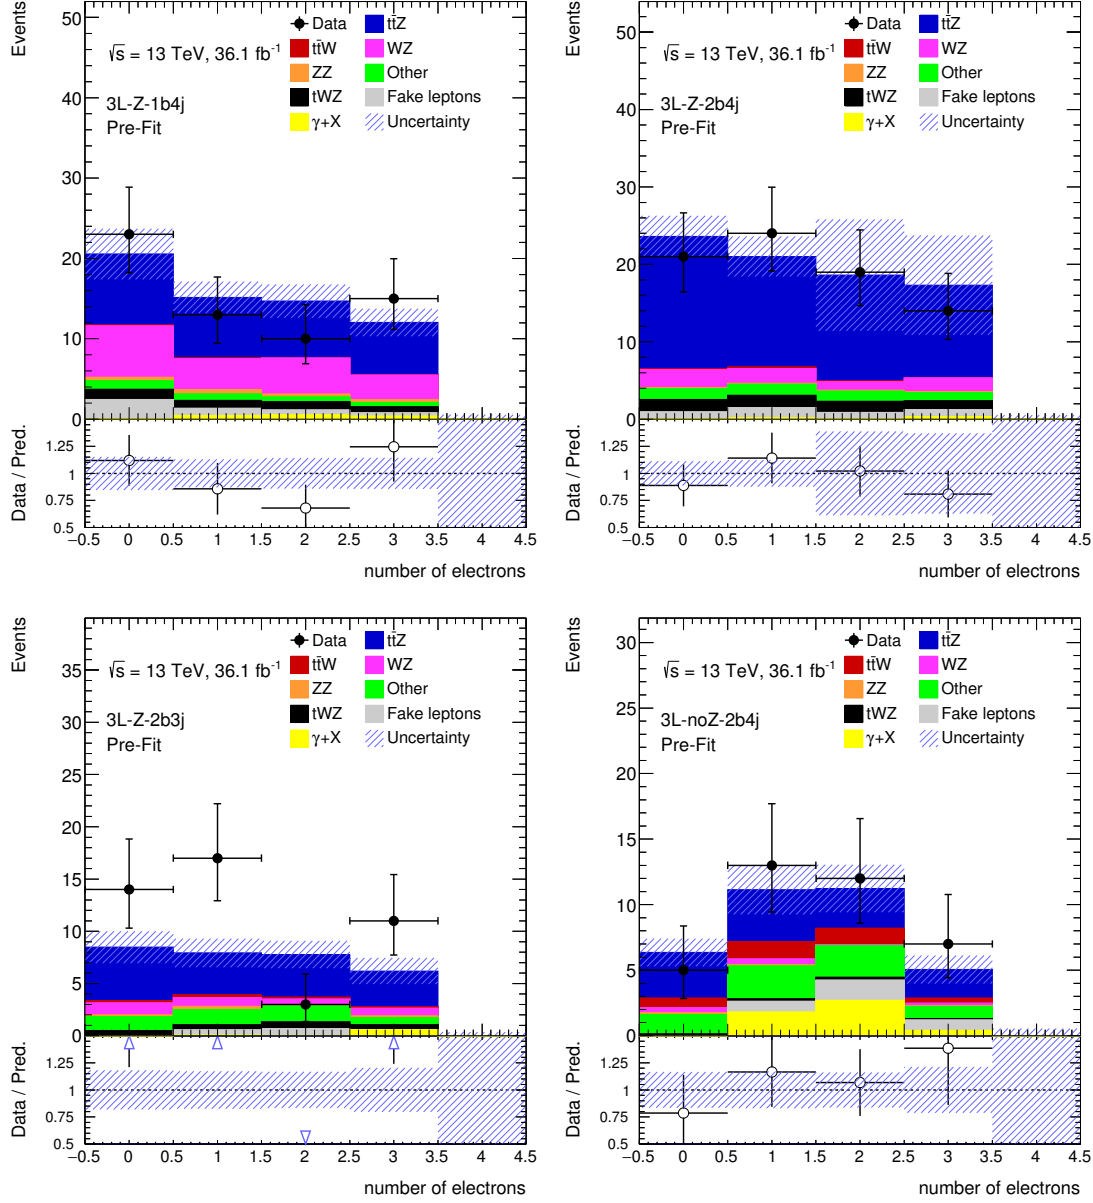 Events
50
40
30
20
10
0
√s = 13 TeV, 36.1 fb⁻¹
3L-Z-1b4j
Pre-Fit
Data
tt̄Z
tt̄W
WZ
ZZ
Other
tWZ
Fake leptons
γ+X
Uncertainty
Data / Pred.
1.25
1
0.75
0.5
−0.5 0 0.5 1 1.5 2 2.5 3 3.5 4 4.5
number of electrons
Events
50
40
30
20
10
0
√s = 13 TeV, 36.1 fb⁻¹
3L-Z-2b4j
Pre-Fit
Data
tt̄Z
tt̄W
WZ
ZZ
Other
tWZ
Fake leptons
γ+X
Uncertainty
Data / Pred.
1.25
1
0.75
0.5
−0.5 0 0.5 1 1.5 2 2.5 3 3.5 4 4.5
number of electrons
Events
35
30
25
20
15
10
5
0
√s = 13 TeV, 36.1 fb⁻¹
3L-Z-2b3j
Pre-Fit
Data
tt̄Z
tt̄W
WZ
ZZ
Other
tWZ
Fake leptons
γ+X
Uncertainty
Data / Pred.
1.25
1
0.75
0.5
−0.5 0 0.5 1 1.5 2 2.5 3 3.5 4 4.5
number of electrons
Events
30
25
20
15
10
5
0
√s = 13 TeV, 36.1 fb⁻¹
3L-noZ-2b4j
Pre-Fit
Data
tt̄Z
tt̄W
WZ
ZZ
Other
tWZ
Fake leptons
γ+X
Uncertainty
Data / Pred.
1.25
1
0.75
0.5
−0.5 0 0.5 1 1.5 2 2.5 3 3.5 4 4.5
number of electrons